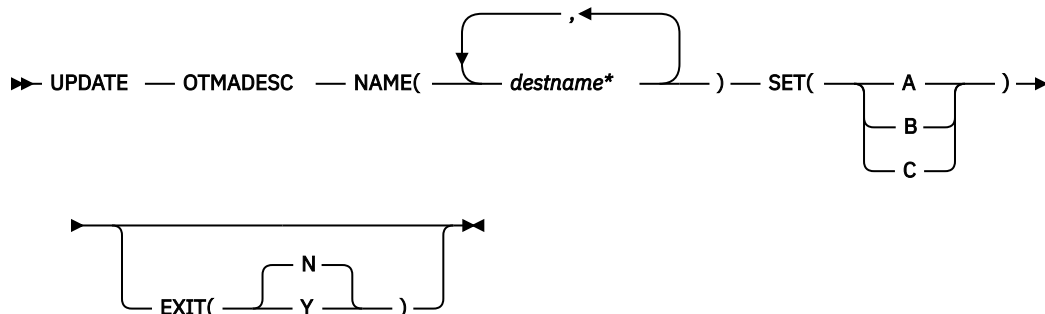 ,
UPDATE OTMADESC NAME( destname* ) SET( A )
B
C
N
EXIT( Y )